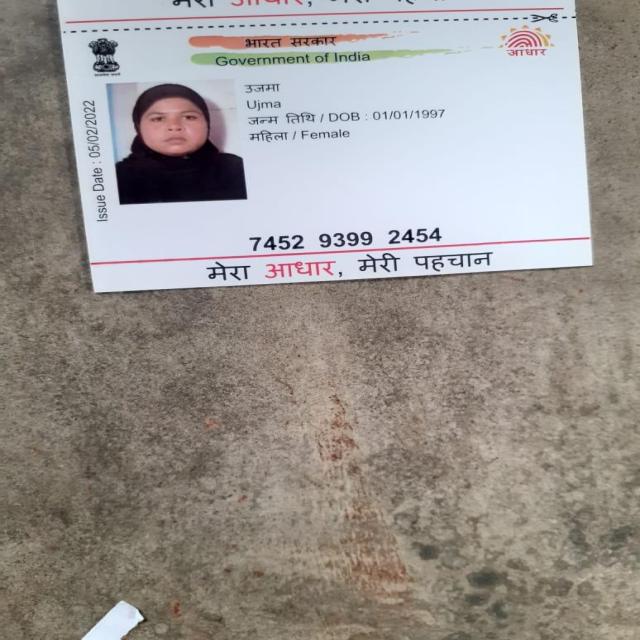 मेरा आधार, मेरी पहचान
भारत सरकार
Government of India
आधार
Issue Date : 05/02/2022
उजमा
Ujma
जन्म तिथि / DOB : 01/01/1997
महिला / Female
7452 9399 2454
मेरा आधार, मेरी पहचान